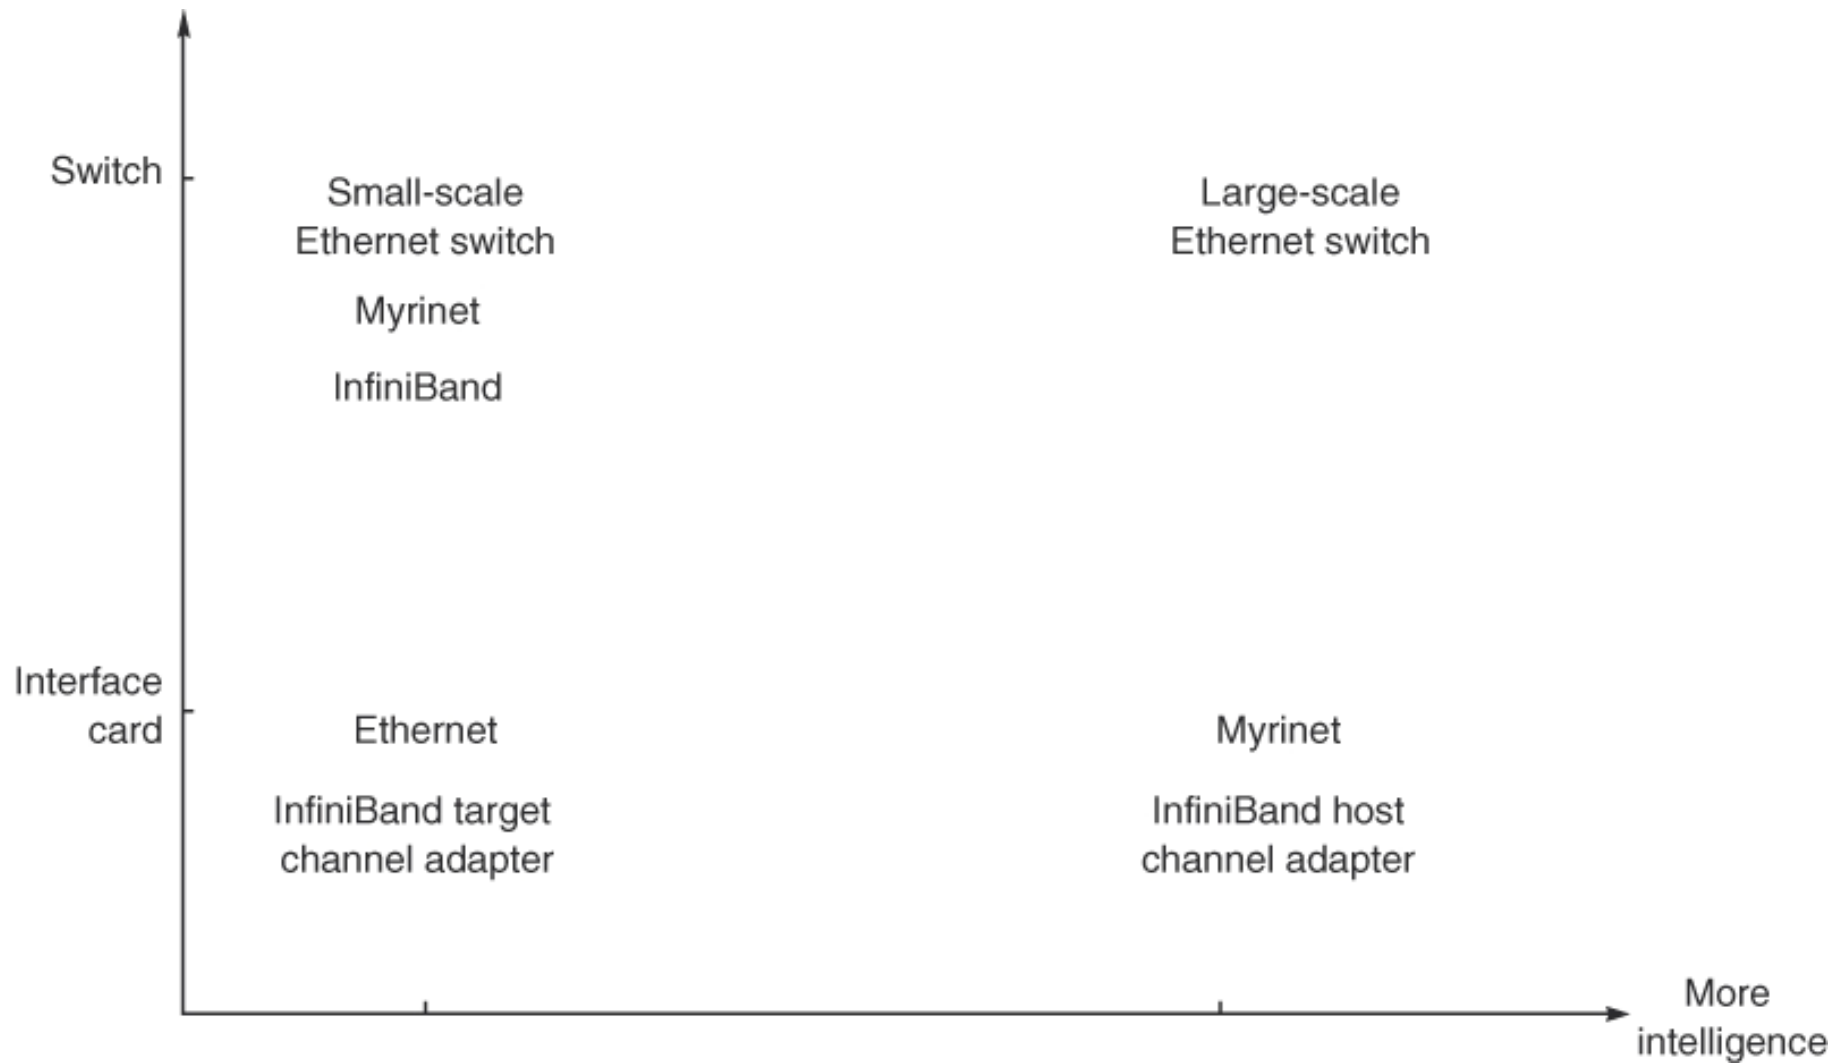 Switch
Small-scale
Ethernet switch
Large-scale
Ethernet switch
Myrinet
InfiniBand
Interface
card
Ethernet
Myrinet
InfiniBand target
channel adapter
InfiniBand host
channel adapter
More
intelligence